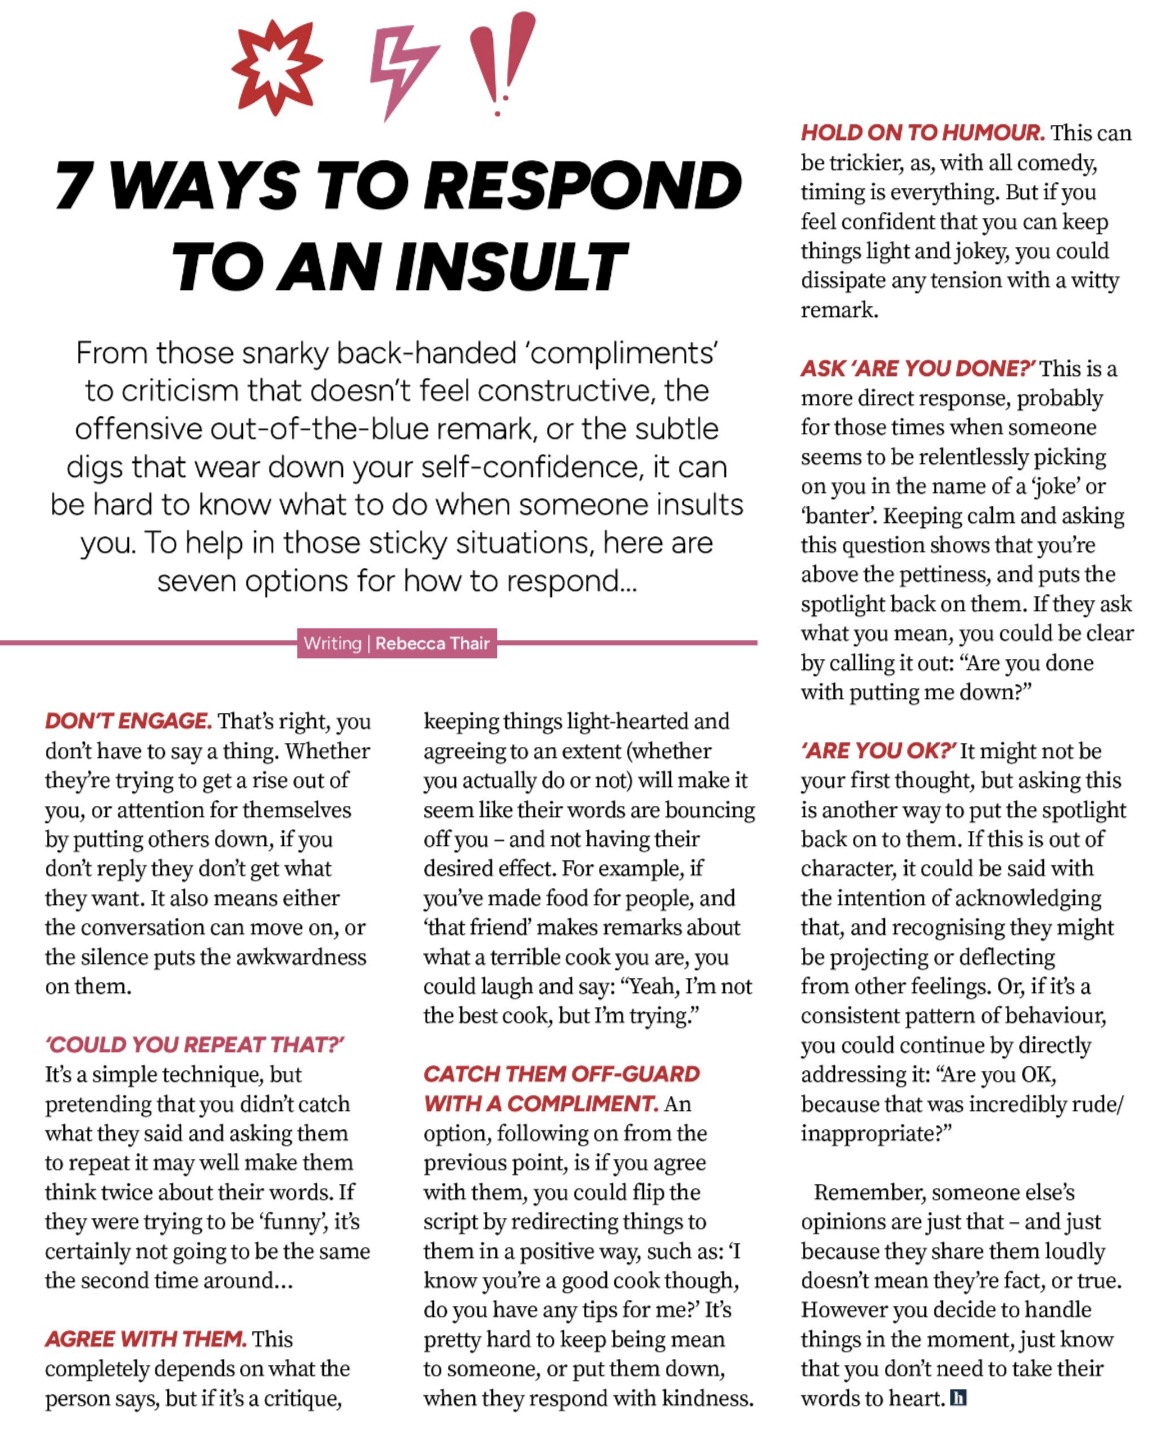 7 WAYS TO RESPOND
TO AN INSULT
From those snarky back-handed ‘compliments’
to criticism that doesn’t feel constructive, the
offensive out-of-the-blue remark, or the subtle
digs that wear down your self-confidence, it can
be hard to know what to do when someone insults
you. To help in those sticky situations, here are
seven options for how to respond...
Writing | Rebecca Thair
DON’T ENGAGE. That’s right, you
don’t have to say a thing. Whether
they’re trying to get a rise out of
you, or attention for themselves
by putting others down, if you
don’t reply they don’t get what
they want. It also means either
the conversation can move on, or
the silence puts the awkwardness
on them.
‘COULD YOU REPEAT THAT?’
It’s a simple technique, but
pretending that you didn’t catch
what they said and asking them
to repeat it may well make them
think twice about their words. If
they were trying to be ‘funny’, it’s
certainly not going to be the same
the second time around…
AGREE WITH THEM. This
completely depends on what the
person says, but if it’s a critique,
keeping things light-hearted and
agreeing to an extent (whether
you actually do or not) will make it
seem like their words are bouncing
off you – and not having their
desired effect. For example, if
you’ve made food for people, and
‘that friend’ makes remarks about
what a terrible cook you are, you
could laugh and say: “Yeah, I’m not
the best cook, but I’m trying.”
CATCH THEM OFF-GUARD
WITH A COMPLIMENT. An
option, following on from the
previous point, is if you agree
with them, you could flip the
script by redirecting things to
them in a positive way, such as: ‘I
know you’re a good cook though,
do you have any tips for me?’ It’s
pretty hard to keep being mean
to someone, or put them down,
when they respond with kindness.
HOLD ON TO HUMOUR. This can
be trickier, as, with all comedy,
timing is everything. But if you
feel confident that you can keep
things light and jokey, you could
dissipate any tension with a witty
remark.
ASK ‘ARE YOU DONE?’ This is a
more direct response, probably
for those times when someone
seems to be relentlessly picking
on you in the name of a ‘joke’ or
‘banter’. Keeping calm and asking
this question shows that you’re
above the pettiness, and puts the
spotlight back on them. If they ask
what you mean, you could be clear
by calling it out: “Are you done
with putting me down?”
‘ARE YOU OK?’ It might not be
your first thought, but asking this
is another way to put the spotlight
back on to them. If this is out of
character, it could be said with
the intention of acknowledging
that, and recognising they might
be projecting or deflecting
from other feelings. Or, if it’s a
consistent pattern of behaviour,
you could continue by directly
addressing it: “Are you OK,
because that was incredibly rude/
inappropriate?”
Remember, someone else’s
opinions are just that – and just
because they share them loudly
doesn’t mean they’re fact, or true.
However you decide to handle
things in the moment, just know
that you don’t need to take their
words to heart. h